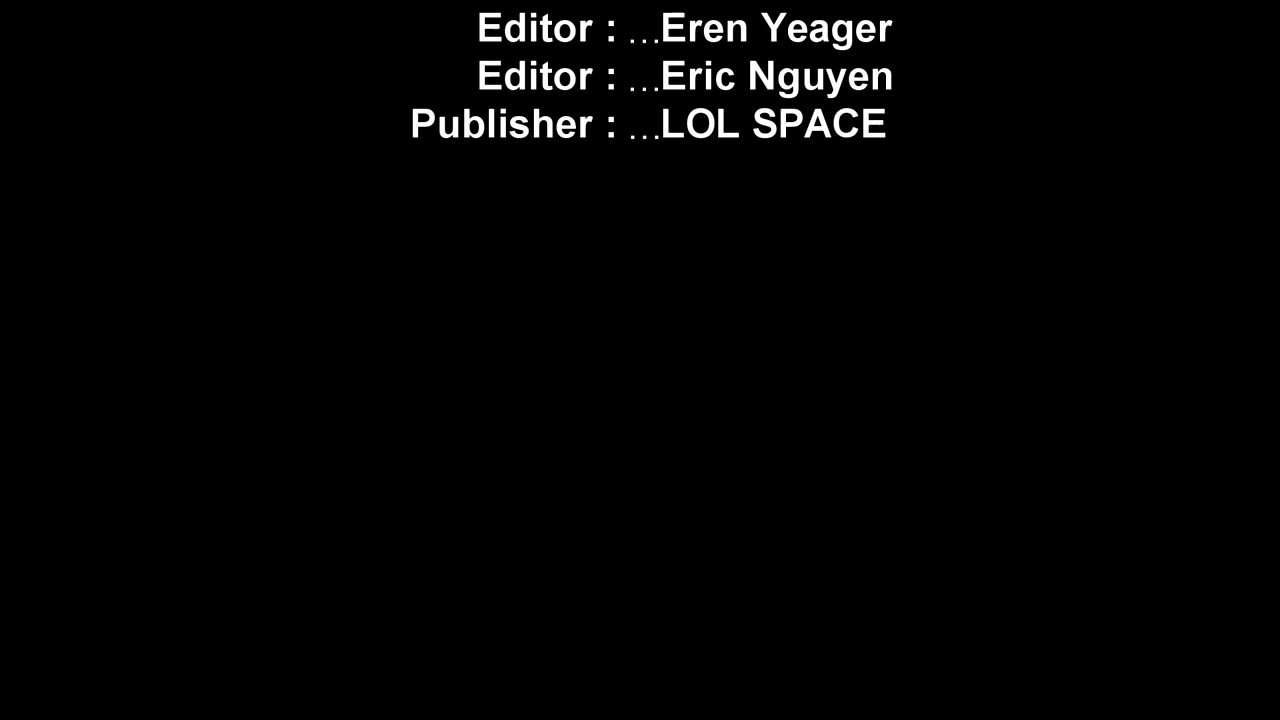 Editor : ...Eren Yeager
Editor : ...Eric Nguyen
Publisher : ...LOL SPACE